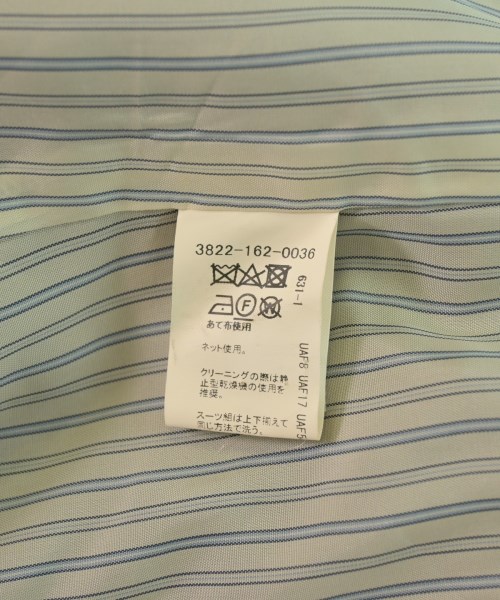 3822-162-0036
F W
あて布使用
ネット使用。
クリーニングの際は静
止型乾燥機の使用を
推奨。
スーツ組は上下揃えて
同じ方法で洗う。
631-1
UAF8 UAF17 UAF5